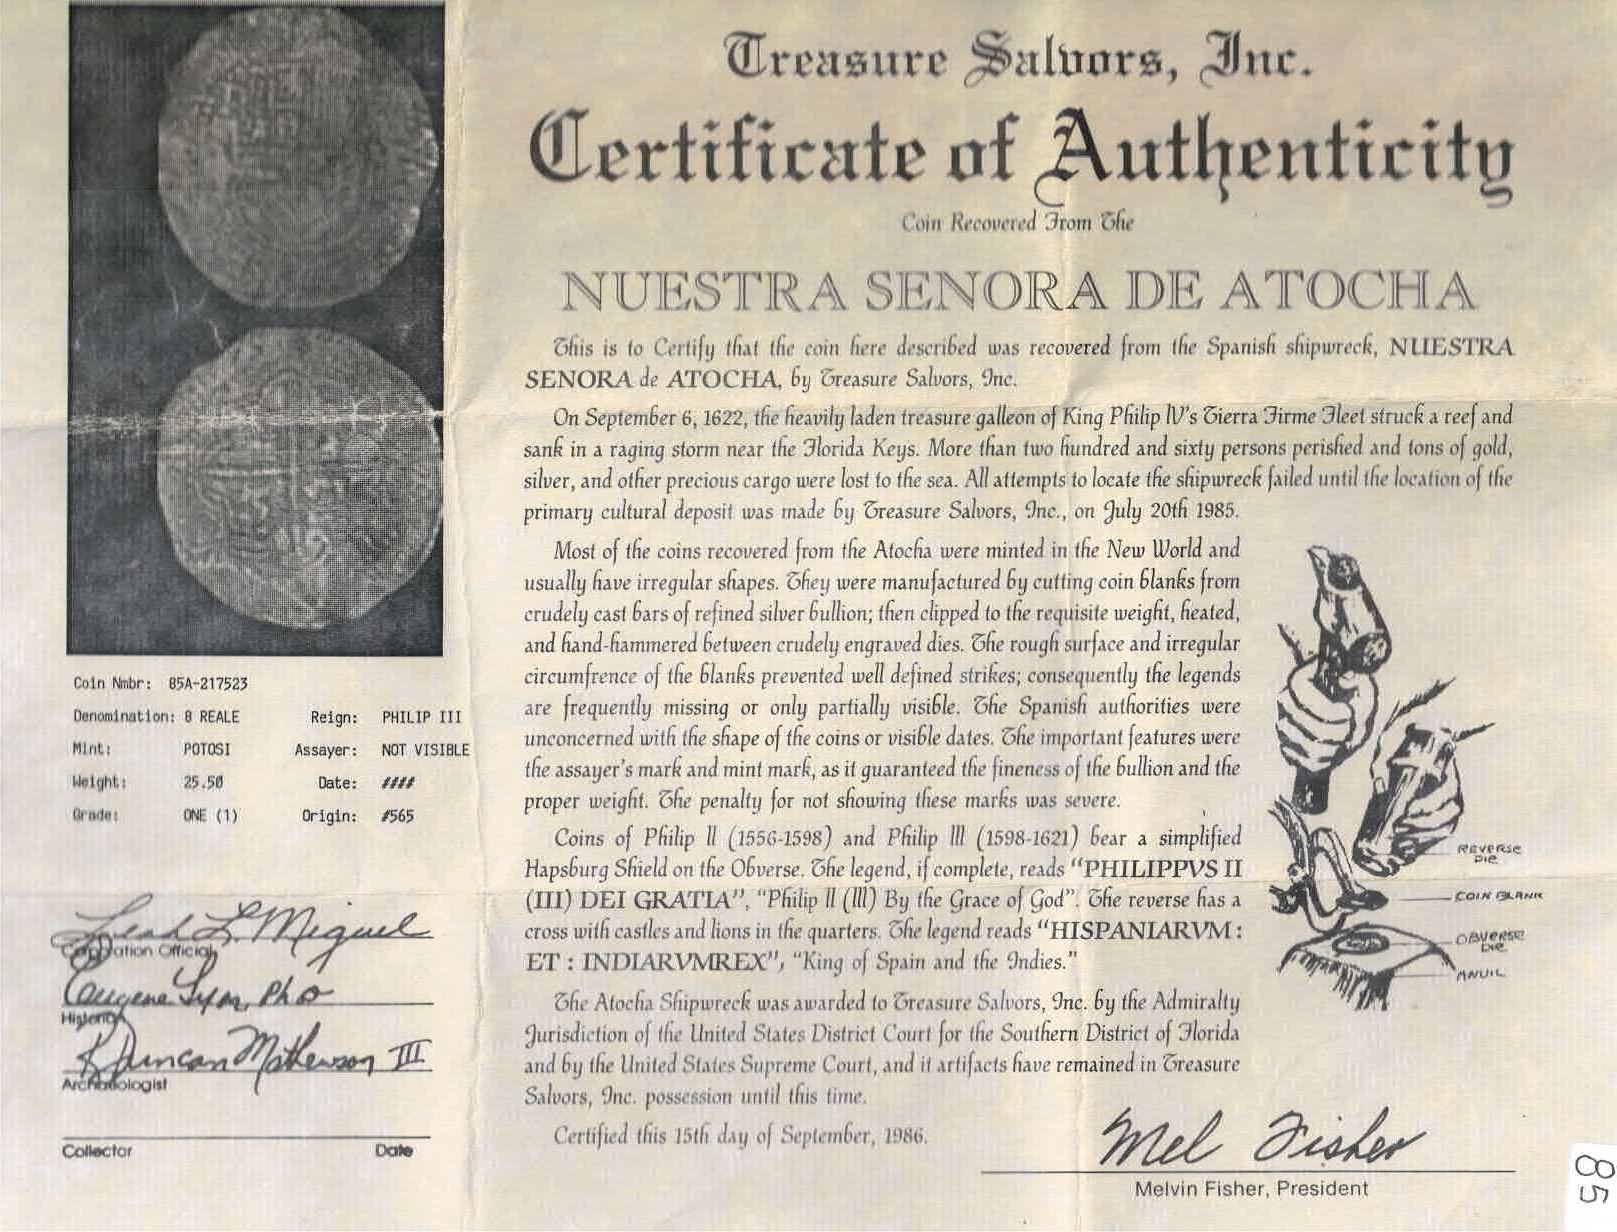 Treasure Salvors, Inc.
Certificate of Authenticity
Coin Recovered From The
NUESTRA SENORA DE ATOCHA
This is to Certify that the coin here described was recovered from the Spanish shipwreck, NUESTRA
SENORA de ATOCHA, by Treasure Salvors, Inc.
On September 6, 1622, the heavily laden treasure galleon of King Philip IV's Tierra Firme Fleet struck a reef and
sank in a raging storm near the Florida Keys. More than two hundred and sixty persons perished and tons of gold,
silver, and other precious cargo were lost to the sea. All attempts to locate the shipwreck failed until the location of the
primary cultural deposit was made by Treasure Salvors, Inc., on July 20th 1985.
Most of the coins recovered from the Atocha were minted in the New World and
usually have irregular shapes. They were manufactured by cutting coin blanks from
crudely cast bars of refined silver bullion; then clipped to the requisite weight, heated,
and hand-hammered between crudely engraved dies. The rough surface and irregular
circumfrence of the blanks prevented well defined strikes; consequently the legends
are frequently missing or only partially visible. The Spanish authorities were
unconcerned with the shape of the coins or visible dates. The important features were
the assayer's mark and mint mark, as it guaranteed the fineness of the bullion and the
proper weight. The penalty for not showing these marks was severe.
Coins of Philip II (1556-1598) and Philip III (1598-1621) bear a simplified
Hapsburg Shield on the Obverse. The legend, if complete, reads "PHILIPPVS II
(III) DEI GRATIA", "Philip II (III) By the Grace of God". The reverse has a
cross with castles and lions in the quarters. The legend reads "HISPANIARVM :
ET : INDIARVMREX", "King of Spain and the Indies."
The Atocha Shipwreck was awarded to Treasure Salvors, Inc. by the Admiralty
Jurisdiction of the United States District Court for the Southern District of Florida
and by the United States Supreme Court, and it artifacts have remained in Treasure
Salvors, Inc. possession until this time.
Certified this 15th day of September, 1986.
Mel Fisher
Melvin Fisher, President
REVERSE
DIE
COIN BLANK
OBVERSE
DIE
ANVIL
Coin Nmbr: 85A-217523
Denomination: 8 REALE Reign: PHILIP III
Mint: POTOSI Assayer: NOT VISIBLE
Weight: 25.50 Date: ####
Grade: ONE (1) Origin: #565
Leah L. Miguel
Corporation Official
Eugene Lyon, PhD
Historian
R Duncan Mathewson III
Archaeologist
Collector Date
85